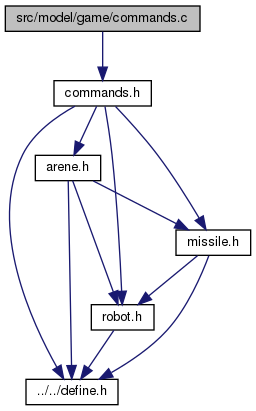 src/model/game/commands.c
commands.h
arene.h
missile.h
robot.h
../../define.h